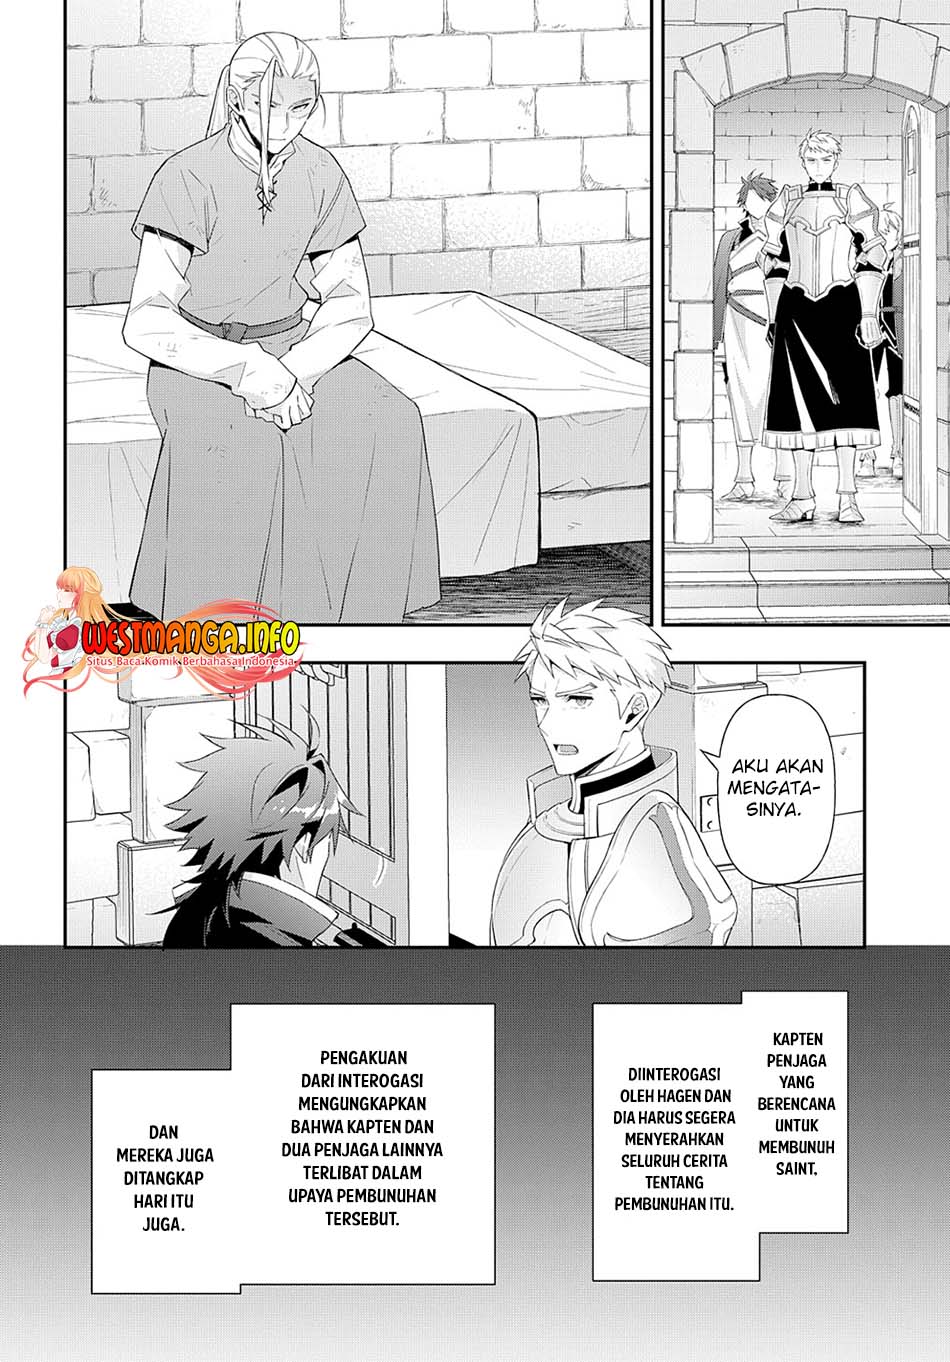 WESTMANGA.INFO
Situs Baca Komik Berbahasa Indonesia
AKU AKAN
MENGATA-
SINYA.
KAPTEN
PENJAGA
YANG
BERENCANA
UNTUK
MEMBUNUH
SAINT,
DIINTEROGASI
OLEH HAGEN DAN
DIA HARUS SEGERA
MENYERAHKAN
SELURUH CERITA
TENTANG
PEMBUNUHAN ITU.
PENGAKUAN
DARI INTEROGASI
MENGUNGKAPKAN
BAHWA KAPTEN DAN
DUA PENJAGA LAINNYA
TERLIBAT DALAM
UPAYA PEMBUNUHAN
TERSEBUT.
DAN
MEREKA JUGA
DITANGKAP
HARI ITU
JUGA.